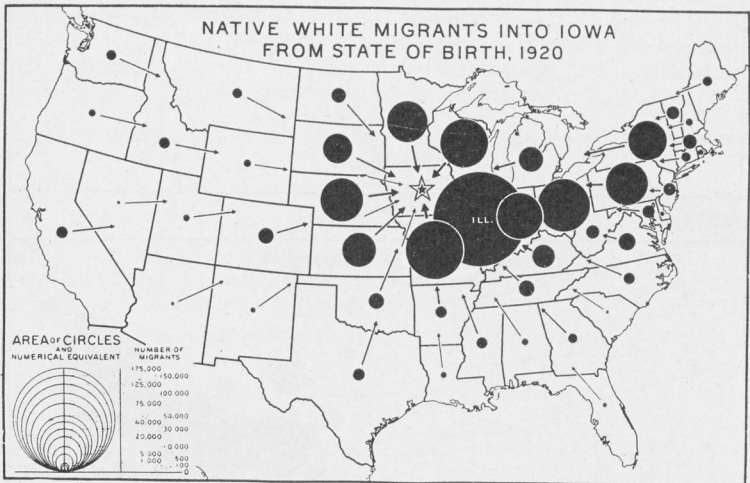 NATIVE WHITE MIGRANTS INTO IOWA
FROM STATE OF BIRTH, 1920
ILL.
AREA OF CIRCLES
AND
NUMERICAL EQUIVALENT
NUMBER OF
MIGRANTS
175,000
150,000
125,000
100,000
75,000
50,000
40,000
30,000
20,000
10,000
5,000
1,000
500
100
0